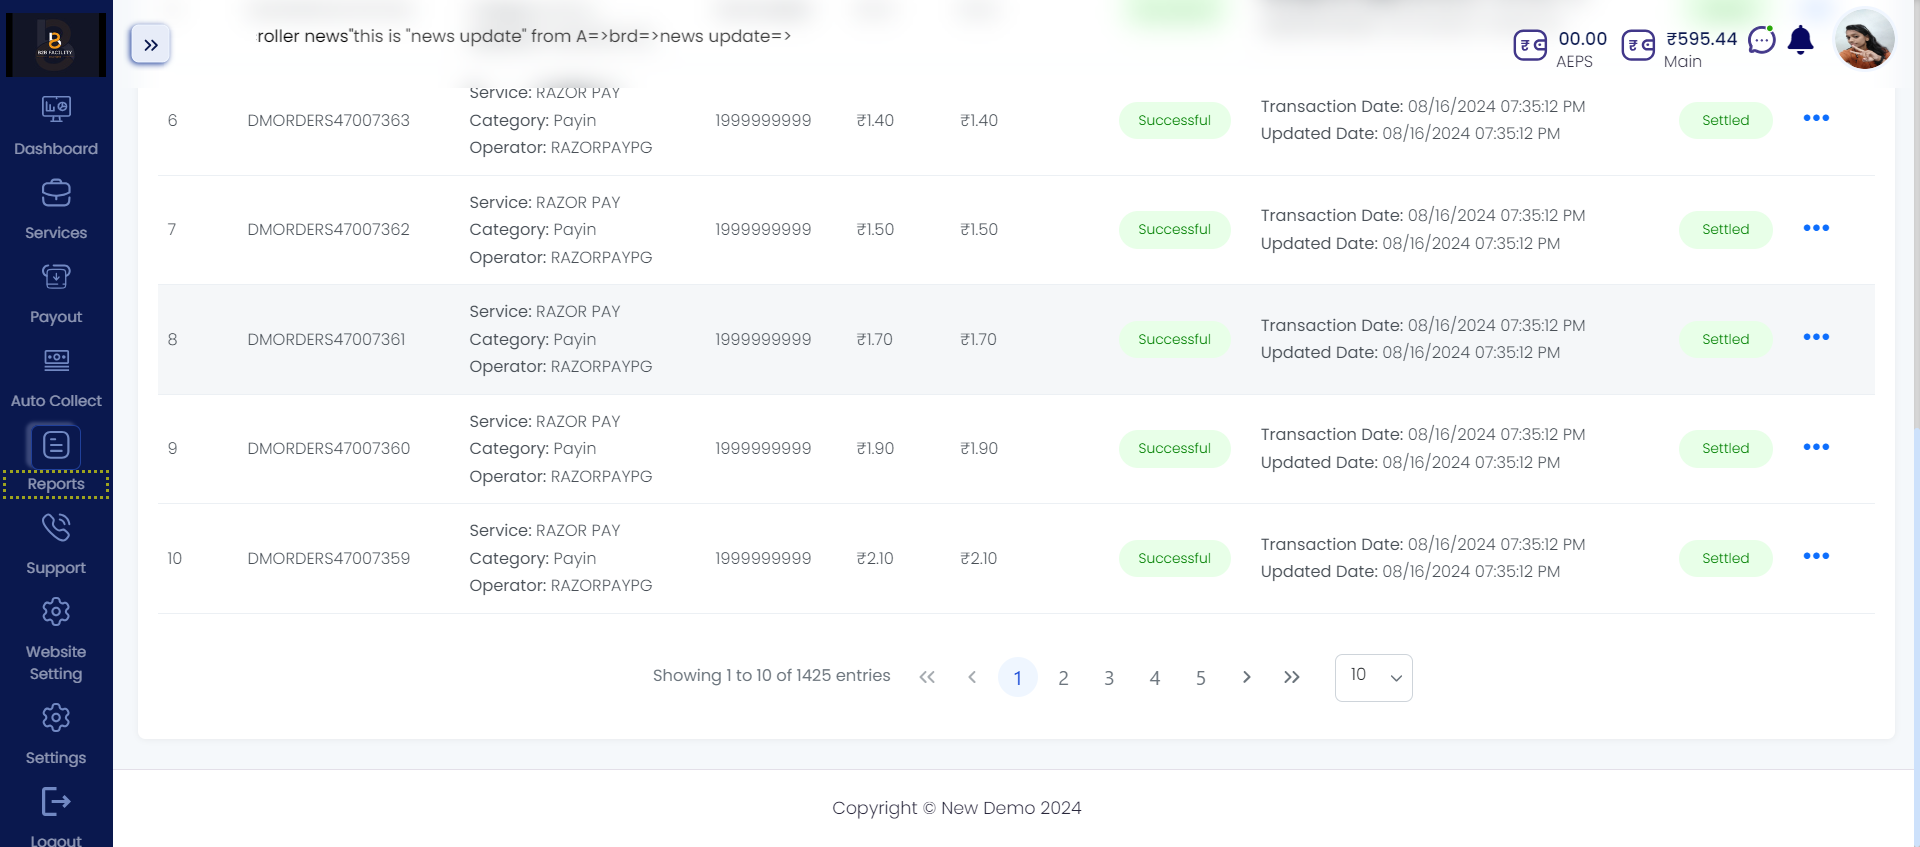 B2B FACILITY
roller news"this is "news update" from A=>brd=>news update=>
₹ 00.00
AEPS
₹ ₹595.44
Main
Dashboard
Services
Payout
Auto Collect
Reports
Support
Website
Setting
Settings
Logout
6 DMORDERS47007363 Service: RAZOR PAY
Category: Payin
Operator: RAZORPAYPG 1999999999 ₹1.40 ₹1.40 Successful Transaction Date: 08/16/2024 07:35:12 PM
Updated Date: 08/16/2024 07:35:12 PM Settled
7 DMORDERS47007362 Service: RAZOR PAY
Category: Payin
Operator: RAZORPAYPG 1999999999 ₹1.50 ₹1.50 Successful Transaction Date: 08/16/2024 07:35:12 PM
Updated Date: 08/16/2024 07:35:12 PM Settled
8 DMORDERS47007361 Service: RAZOR PAY
Category: Payin
Operator: RAZORPAYPG 1999999999 ₹1.70 ₹1.70 Successful Transaction Date: 08/16/2024 07:35:12 PM
Updated Date: 08/16/2024 07:35:12 PM Settled
9 DMORDERS47007360 Service: RAZOR PAY
Category: Payin
Operator: RAZORPAYPG 1999999999 ₹1.90 ₹1.90 Successful Transaction Date: 08/16/2024 07:35:12 PM
Updated Date: 08/16/2024 07:35:12 PM Settled
10 DMORDERS47007359 Service: RAZOR PAY
Category: Payin
Operator: RAZORPAYPG 1999999999 ₹2.10 ₹2.10 Successful Transaction Date: 08/16/2024 07:35:12 PM
Updated Date: 08/16/2024 07:35:12 PM Settled
Showing 1 to 10 of 1425 entries 1 2 3 4 5 10
Copyright © New Demo 2024